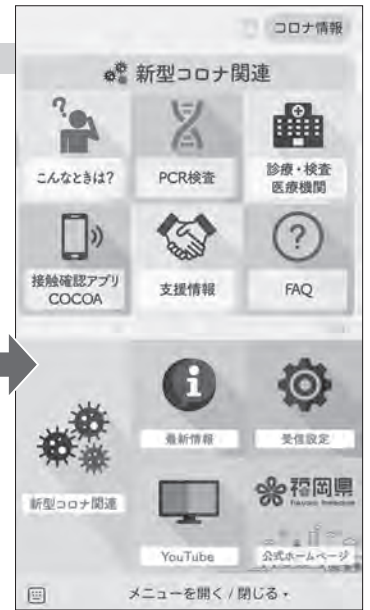 コロナ情報
新型コロナ関連
?
こんなときは?
PCR検査
診療・検査
医療機関
接触確認アプリ
COCOA
支援情報
?
FAQ
新型コロナ関連
i
最新情報
受信設定
YouTube
福岡県
Fukuoka Prefecture
公式ホームページ
メニューを開く / 閉じる